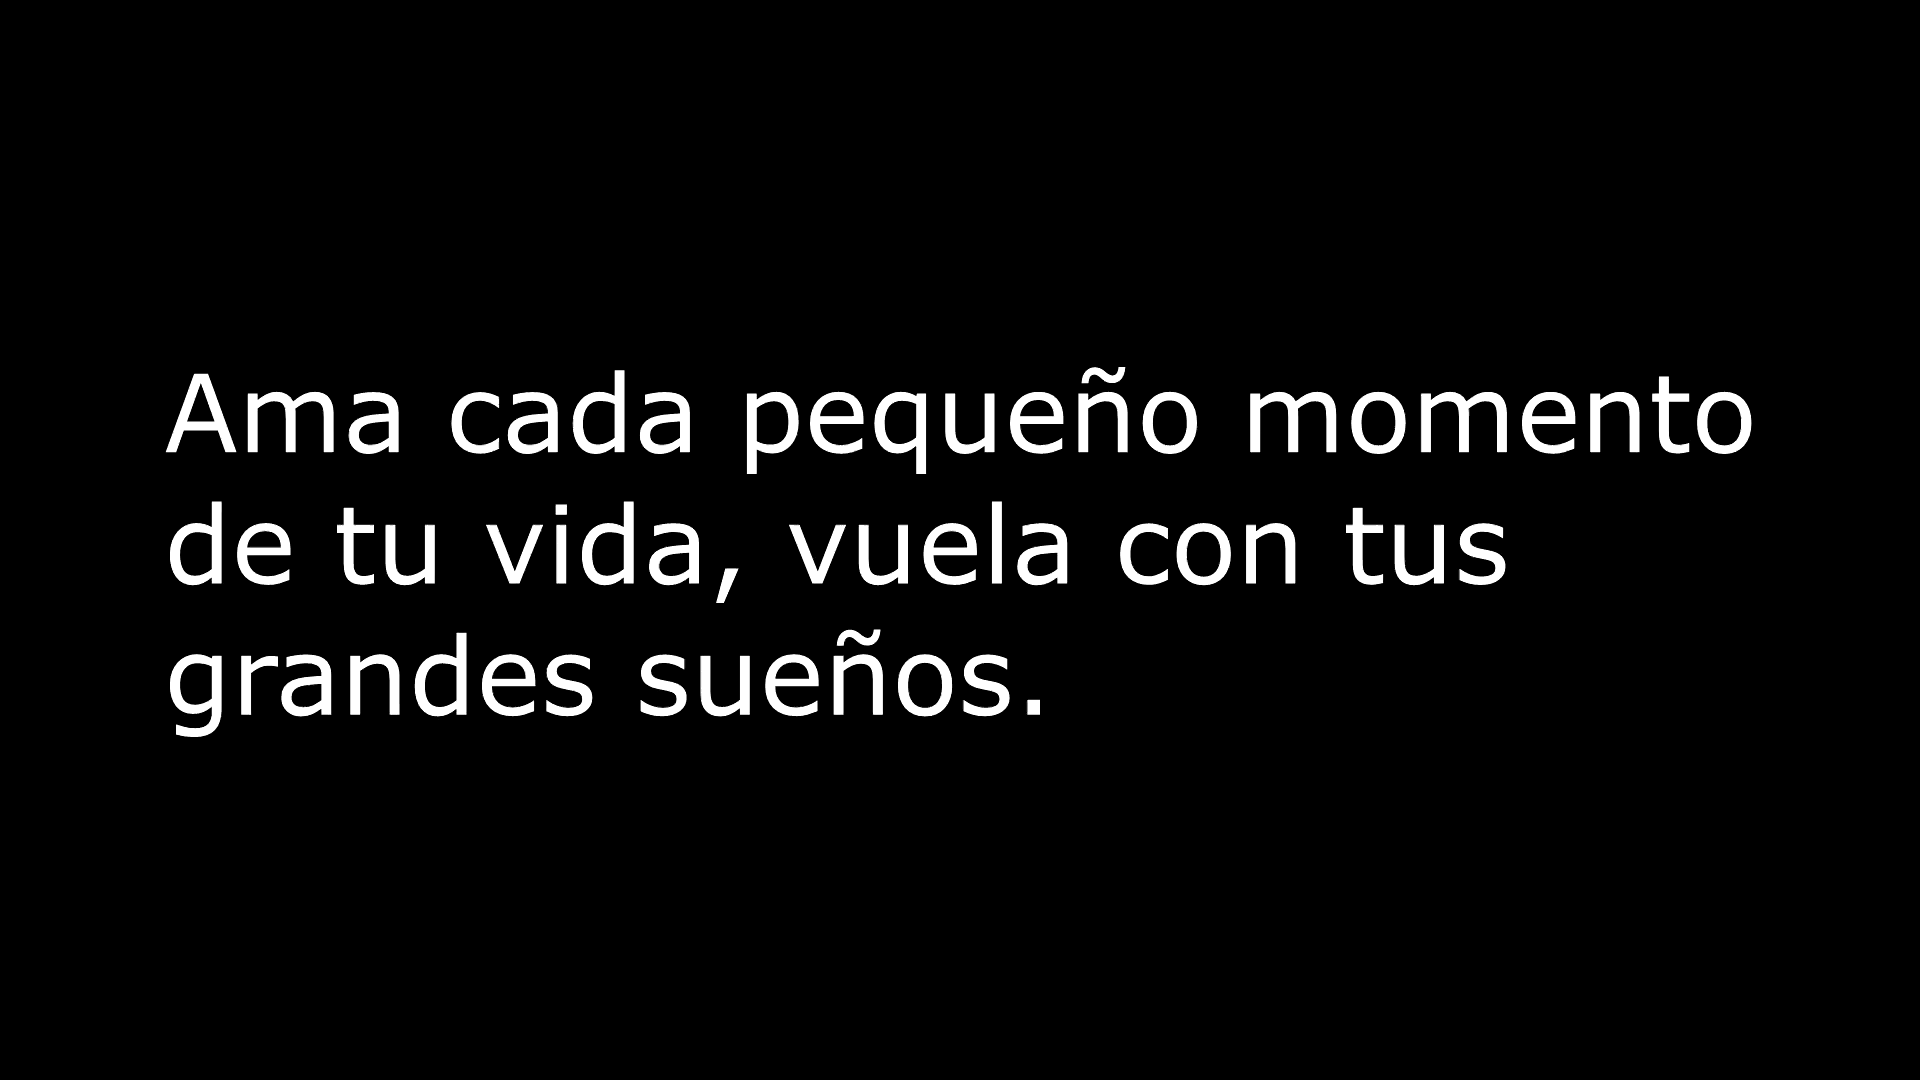 Ama cada pequeño momento
de tu vida, vuela con tus
grandes sueños.